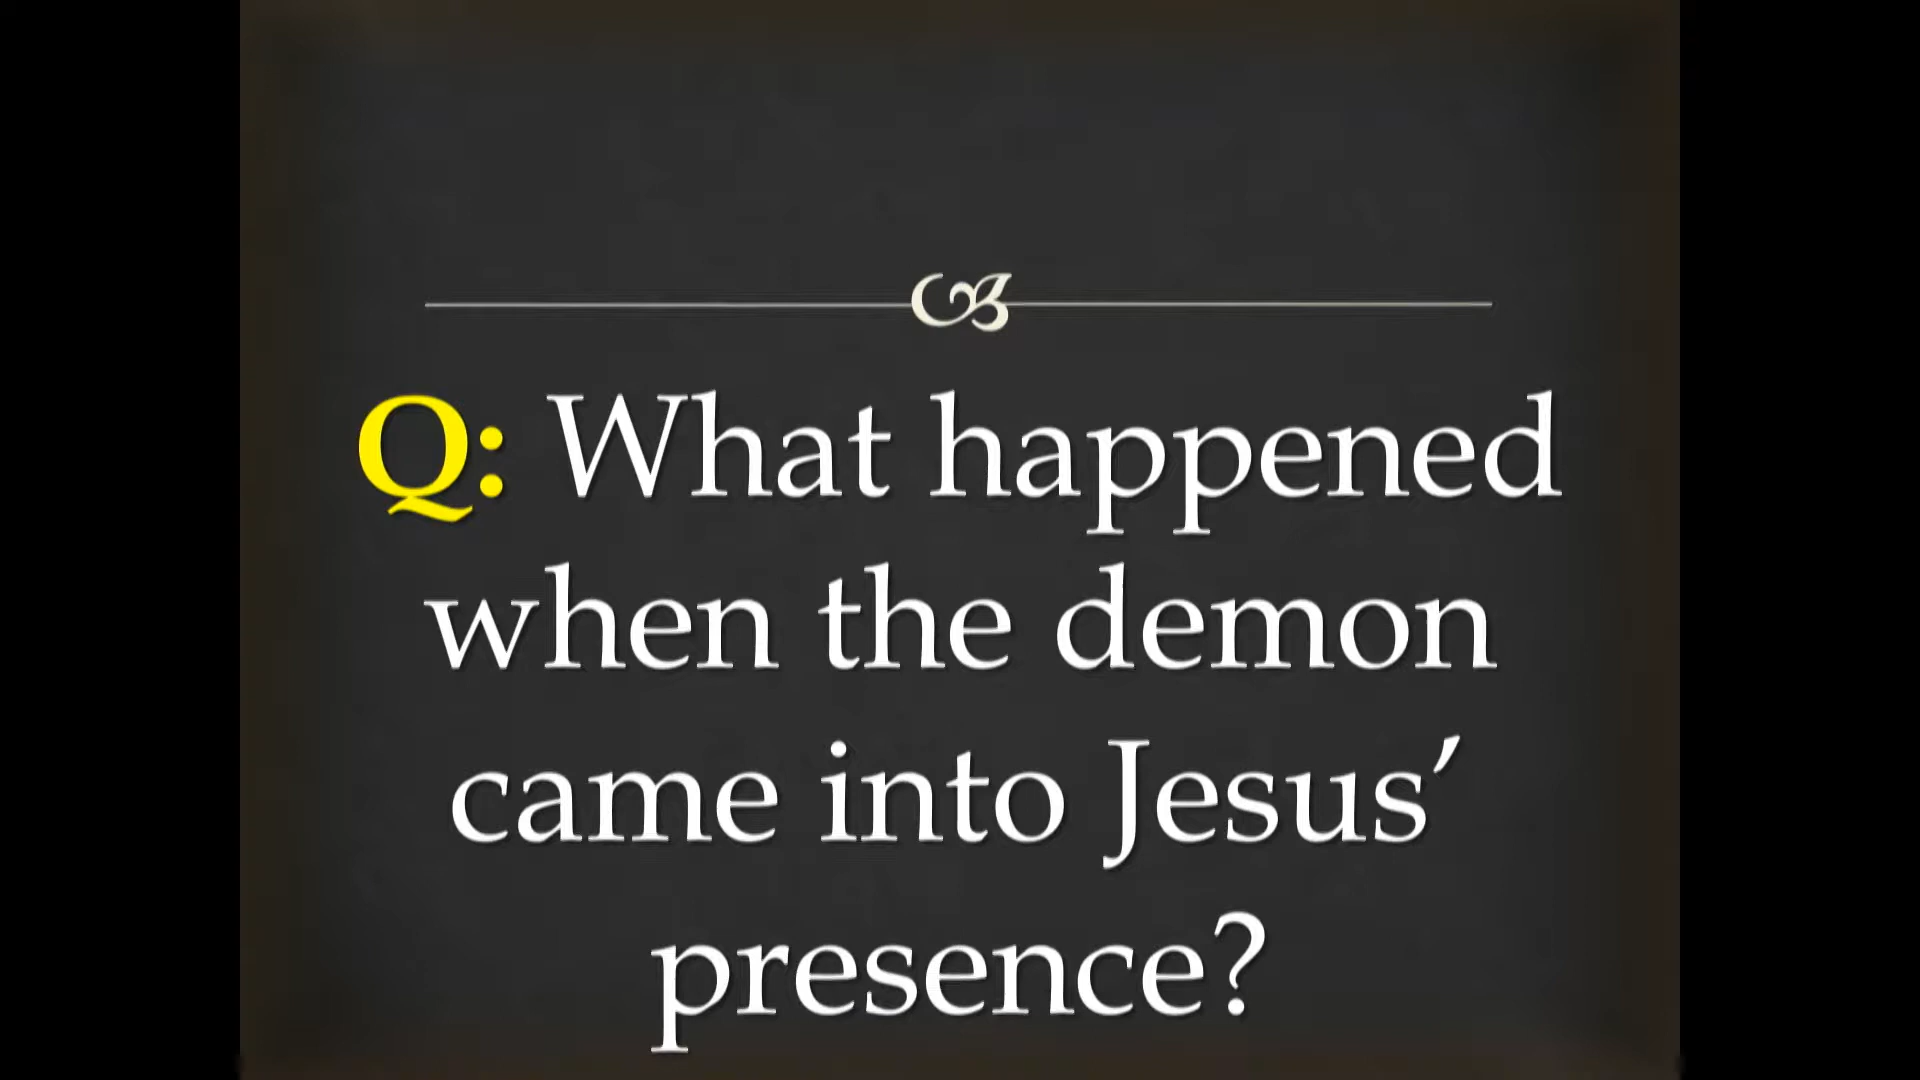 Q: What happened
when the demon
came into Jesus’
presence?